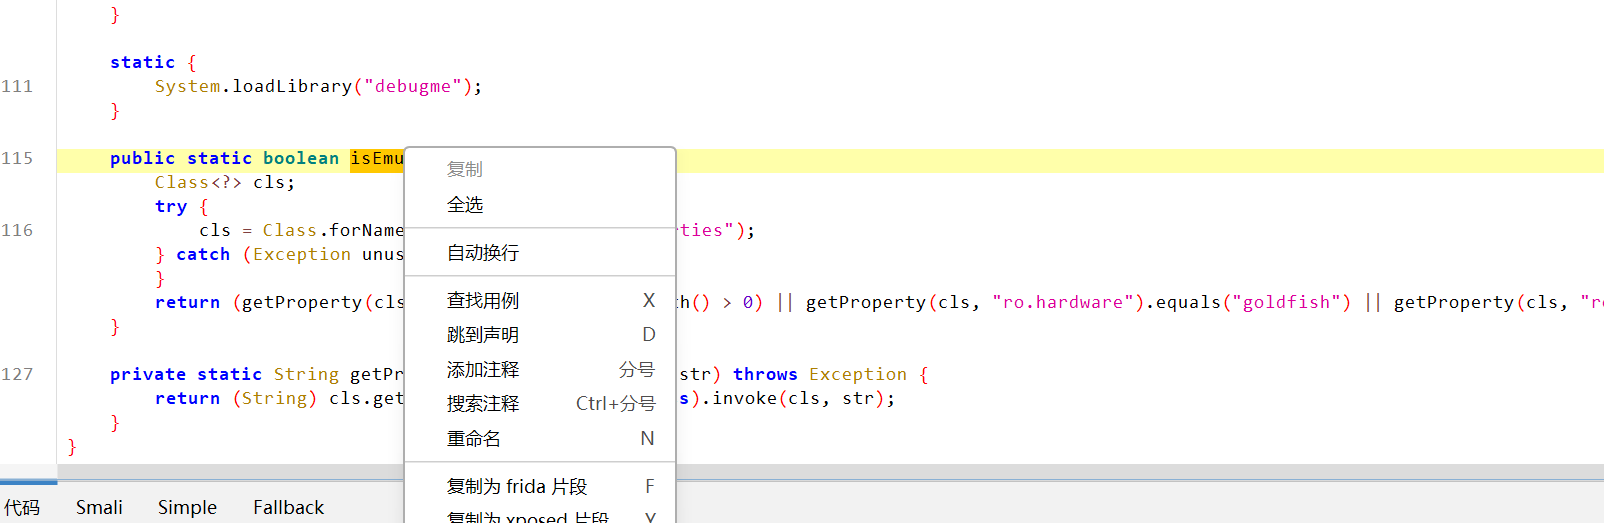 }
static {
111 System.loadLibrary("debugme");
}
115 public static boolean isEmu
Class<?> cls;
try {
116 cls = Class.forName ties");
} catch (Exception unus
}
return (getProperty(cls h() > 0) || getProperty(cls, "ro.hardware").equals("goldfish") || getProperty(cls, "ro
}
127 private static String getPr str) throws Exception {
return (String) cls.get s).invoke(cls, str);
}
}
复制
全选
自动换行
查找用例 X
跳到声明 D
添加注释 分号
搜索注释 Ctrl+分号
重命名 N
复制为 frida 片段 F
复制为 xposed 片段 Y
代码 Smali Simple Fallback